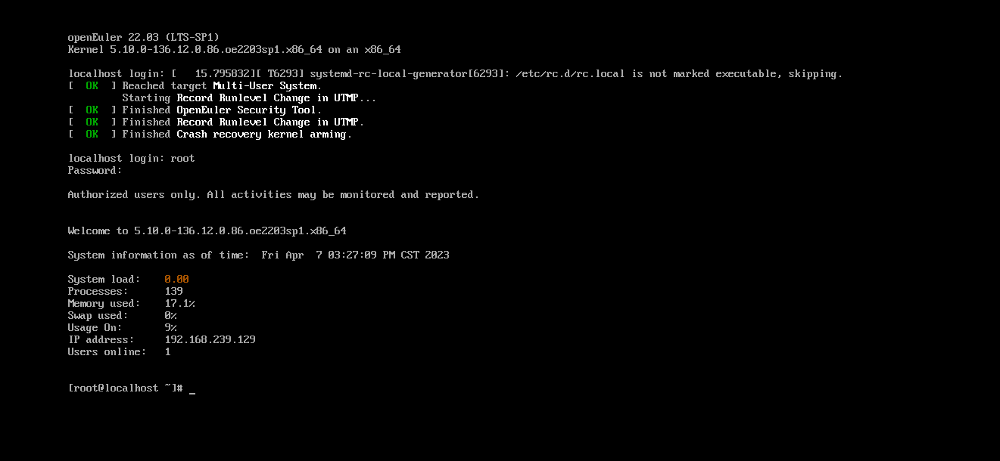 openEuler 22.03 (LTS-SP1)
Kernel 5.10.0-136.12.0.86.oe2203sp1.x86_64 on an x86_64
localhost login: [   15.795832][ T6293] systemd-rc-local-generator[6293]: /etc/rc.d/rc.local is not marked executable, skipping.
[  OK  ] Reached target Multi-User System.
         Starting Record Runlevel Change in UTMP...
[  OK  ] Finished OpenEuler Security Tool.
[  OK  ] Finished Record Runlevel Change in UTMP.
[  OK  ] Finished Crash recovery kernel arming.
localhost login: root
Password:
Authorized users only. All activities may be monitored and reported.
Welcome to 5.10.0-136.12.0.86.oe2203sp1.x86_64
System information as of time:  Fri Apr  7 03:27:09 PM CST 2023
System load:    0.00
Processes:      139
Memory used:    17.1%
Swap used:      0%
Usage On:       9%
IP address:     192.168.239.129
Users online:   1
[root@localhost ~]# _